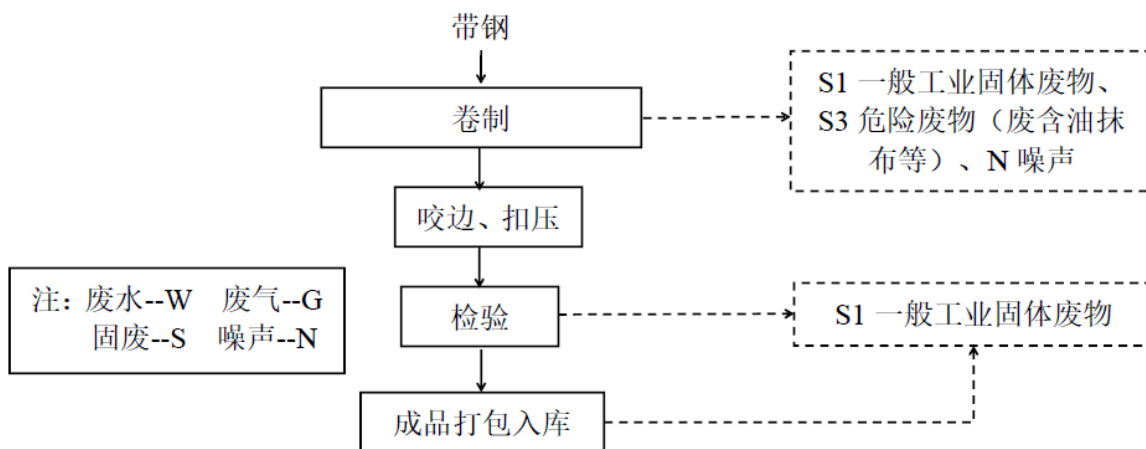 带钢
卷制
S1 一般工业固体废物、
S3 危险废物（废含油抹
布等）、N 噪声
咬边、扣压
注：废水--W 废气--G
固废--S 噪声--N
检验
S1 一般工业固体废物
成品打包入库